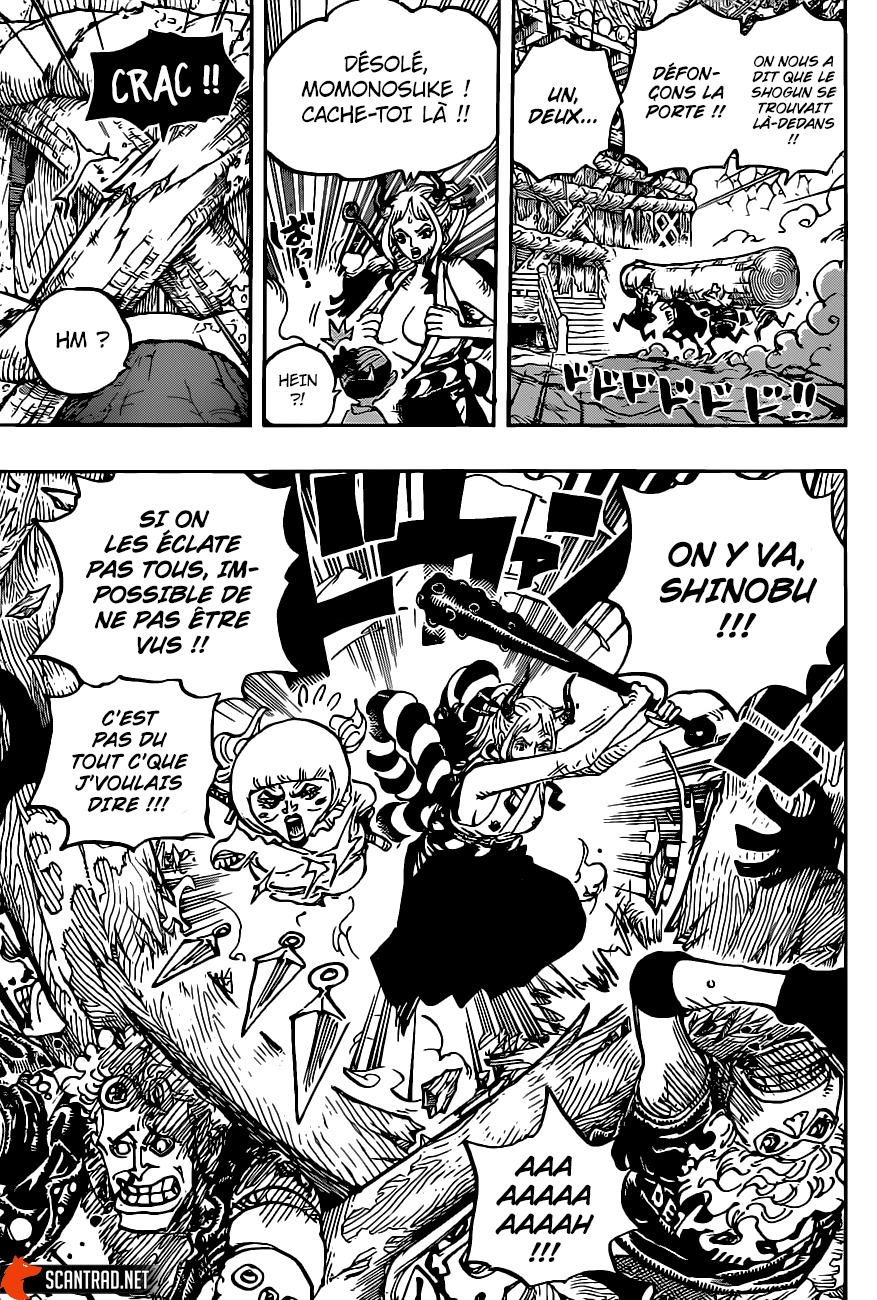 ON NOUS A
DIT QUE LE
SHOGUN SE
TROUVAIT
LÀ-DEDANS
!!
DÉFON-
ÇONS LA
PORTE !!
UN,
DEUX...
ドドドドドド!!
DÉSOLÉ,
MOMONOSUKE !
CACHE-TOI LÀ !!
ばっ!
HEIN
?!
CRAC !!
HM ?
ON Y VA,
SHINOBU
!!!
SI ON
LES ÉCLATE
PAS TOUS, IM-
POSSIBLE DE
NE PAS ÊTRE
VUS !!
C'EST
PAS DU
TOUT C'QUE
J'VOULAIS
DIRE !!!
AAA
AAAAA
AAAAH
!!!
SCANTRAD.NET